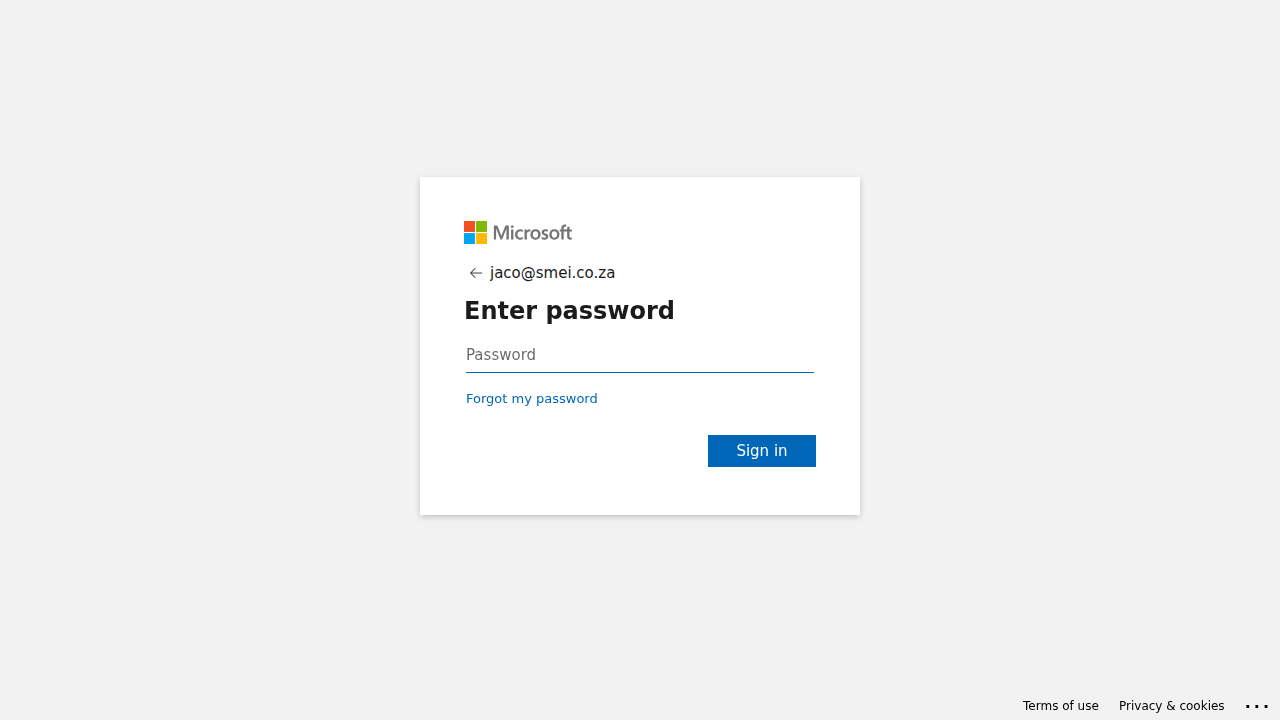 Microsoft
jaco@smei.co.za
Enter password
Password
Forgot my password
Sign in
Terms of use Privacy & cookies ...